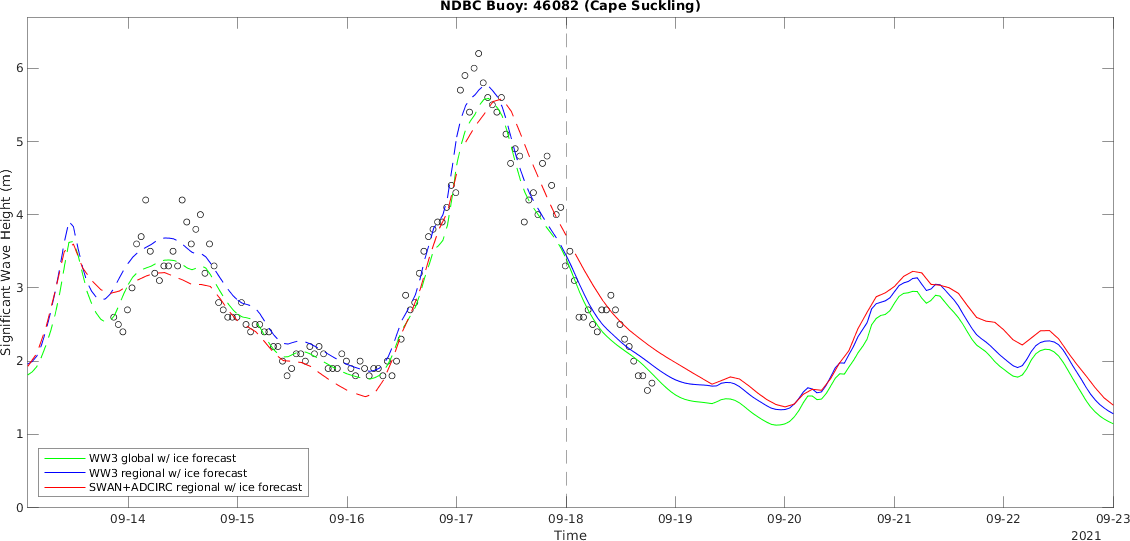 NDBC Buoy: 46082 (Cape Suckling)
Significant Wave Height (m)
6
5
4
3
2
1
0
WW3 global w/ ice forecast
WW3 regional w/ ice forecast
SWAN+ADCIRC regional w/ ice forecast
09-14 09-15 09-16 09-17 09-18 09-19 09-20 09-21 09-22 09-23
Time
2021